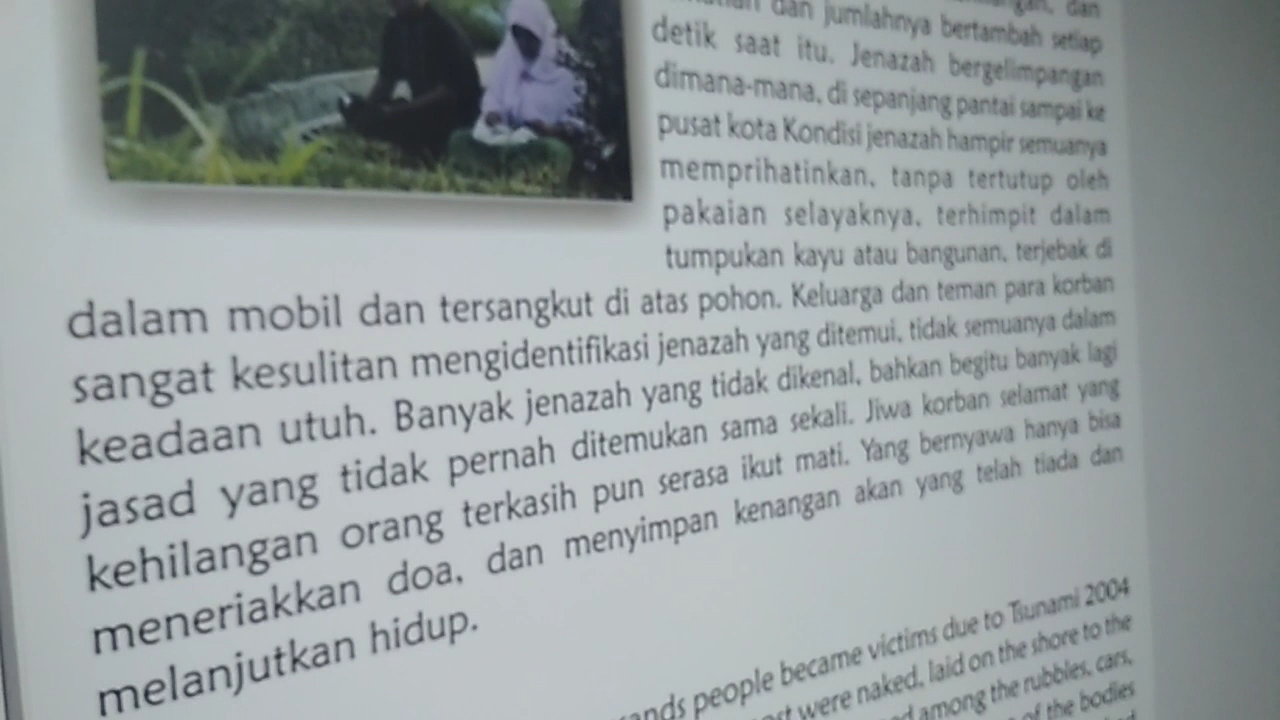 dan
dan jumlahnya bertambah setiap
detik saat itu. Jenazah bergelimpangan
dimana-mana, di sepanjang pantai sampai ke
pusat kota Kondisi jenazah hampir semuanya
memprihatinkan, tanpa tertutup oleh
pakaian selayaknya, terhimpit dalam
tumpukan kayu atau bangunan, terjebak di
dalam mobil dan tersangkut di atas pohon. Keluarga dan teman para korban
sangat kesulitan mengidentifikasi jenazah yang ditemui, tidak semuanya dalam
keadaan utuh. Banyak jenazah yang tidak dikenal, bahkan begitu banyak lagi
jasad yang tidak pernah ditemukan sama sekali. Jiwa korban selamat yang
kehilangan orang terkasih pun serasa ikut mati. Yang bernyawa hanya bisa
meneriakkan doa, dan menyimpan kenangan akan yang telah tiada dan
melanjutkan hidup.
people became victims due to Tsunami 2004
were naked, laid on the shore to the
among the rubbles, cars,
of the bodies